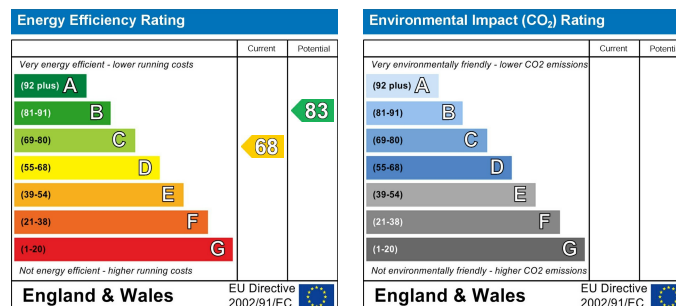 Energy Efficiency Rating
Current Potential
Very energy efficient - lower running costs
(92 plus) A
(81-91) B
(69-80) C
(55-68) D
(39-54) E
(21-38) F
(1-20) G
83
68
Not energy efficient - higher running costs
England & Wales
EU Directive
2002/91/EC
Environmental Impact (CO2) Rating
Current Potenti
Very environmentally friendly - lower CO2 emissions
(92 plus) A
(81-91) B
(69-80) C
(55-68) D
(39-54) E
(21-38) F
(1-20) G
Not environmentally friendly - higher CO2 emissions
England & Wales
EU Directive
2002/91/EC